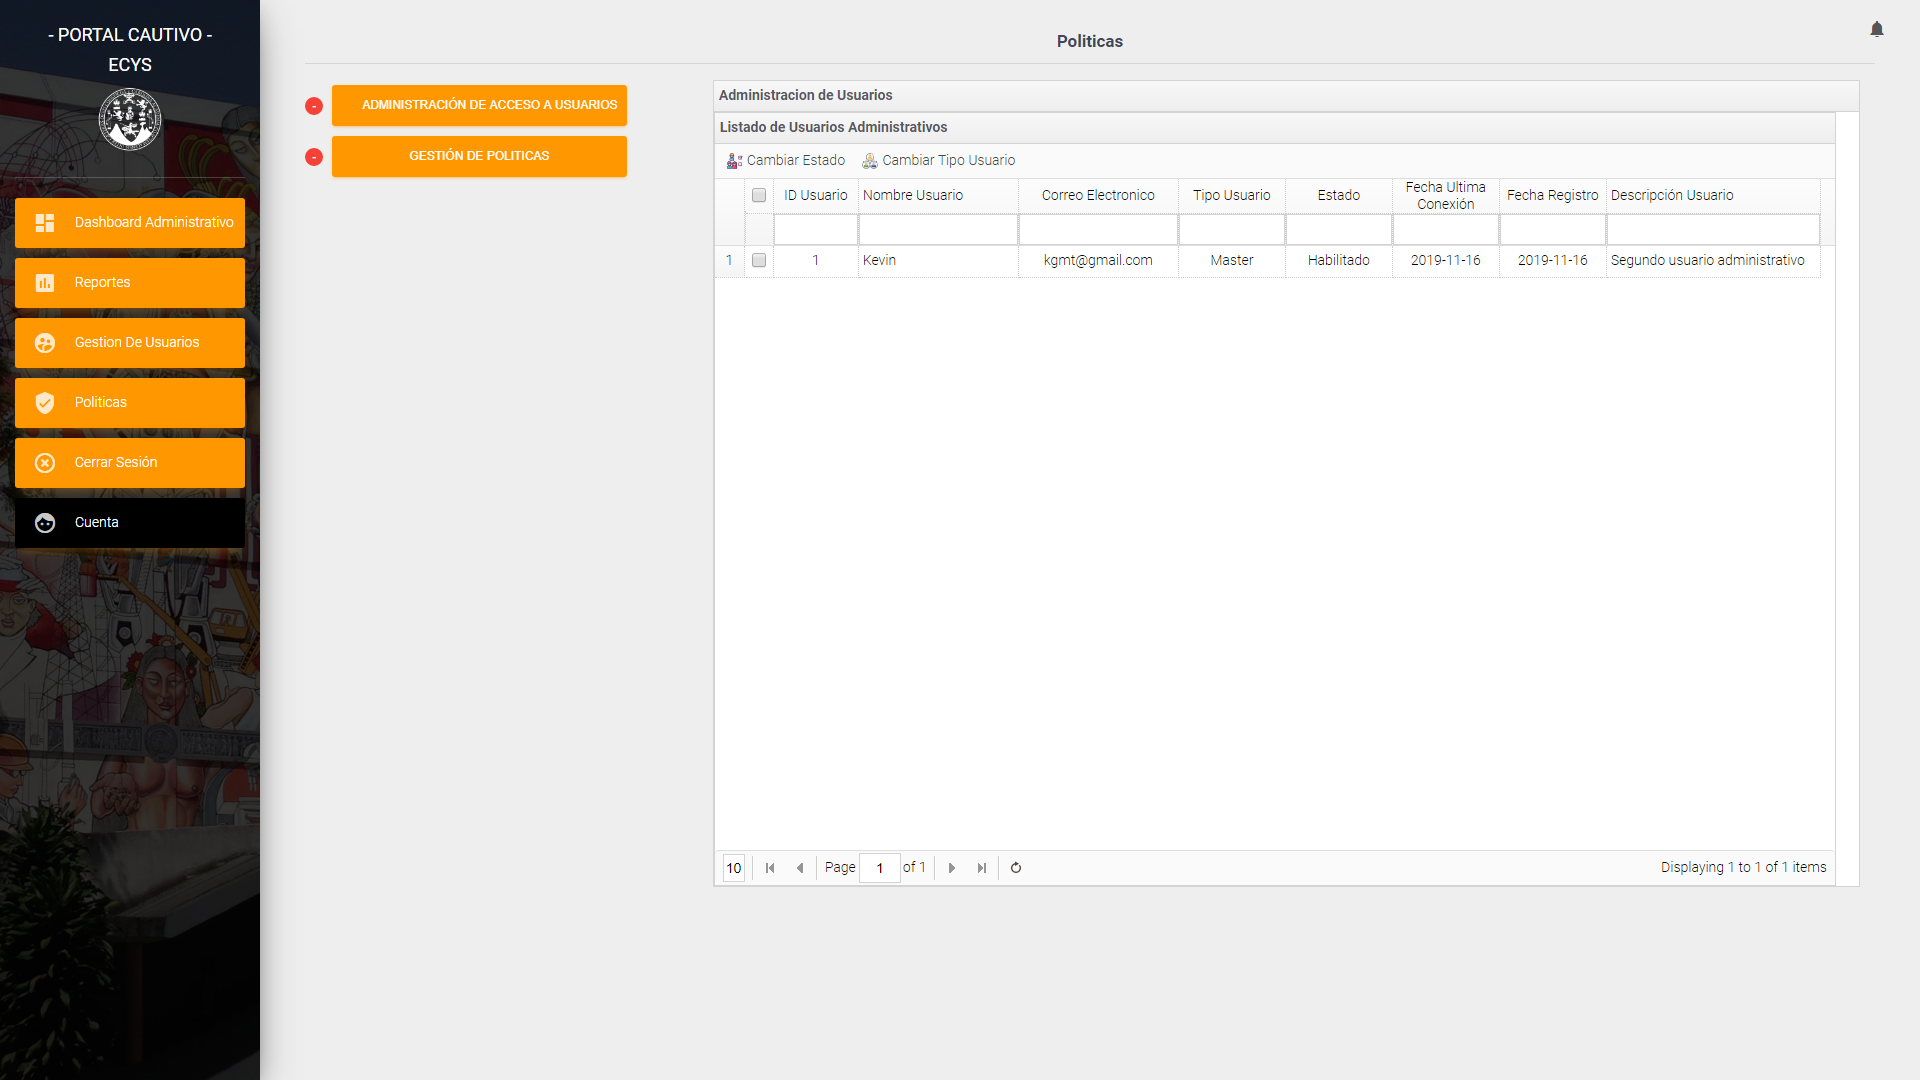 - PORTAL CAUTIVO -
ECYS
Dashboard Administrativo
Reportes
Gestion De Usuarios
Politicas
Cerrar Sesión
Cuenta
Politicas
- ADMINISTRACIÓN DE ACCESO A USUARIOS
- GESTIÓN DE POLITICAS
Administracion de Usuarios
Listado de Usuarios Administrativos
Cambiar Estado Cambiar Tipo Usuario
ID Usuario Nombre Usuario Correo Electronico Tipo Usuario Estado Fecha Ultima Conexión Fecha Registro Descripción Usuario
1 1 Kevin kgmt@gmail.com Master Habilitado 2019-11-16 2019-11-16 Segundo usuario administrativo
10 Page 1 of 1 Displaying 1 to 1 of 1 items